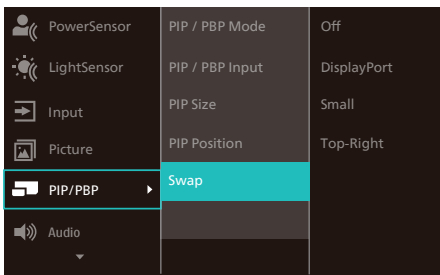 PowerSensor
LightSensor
Input
Picture
PIP/PBP
Audio
PIP / PBP Mode
PIP / PBP Input
PIP Size
PIP Position
Swap
Off
DisplayPort
Small
Top-Right